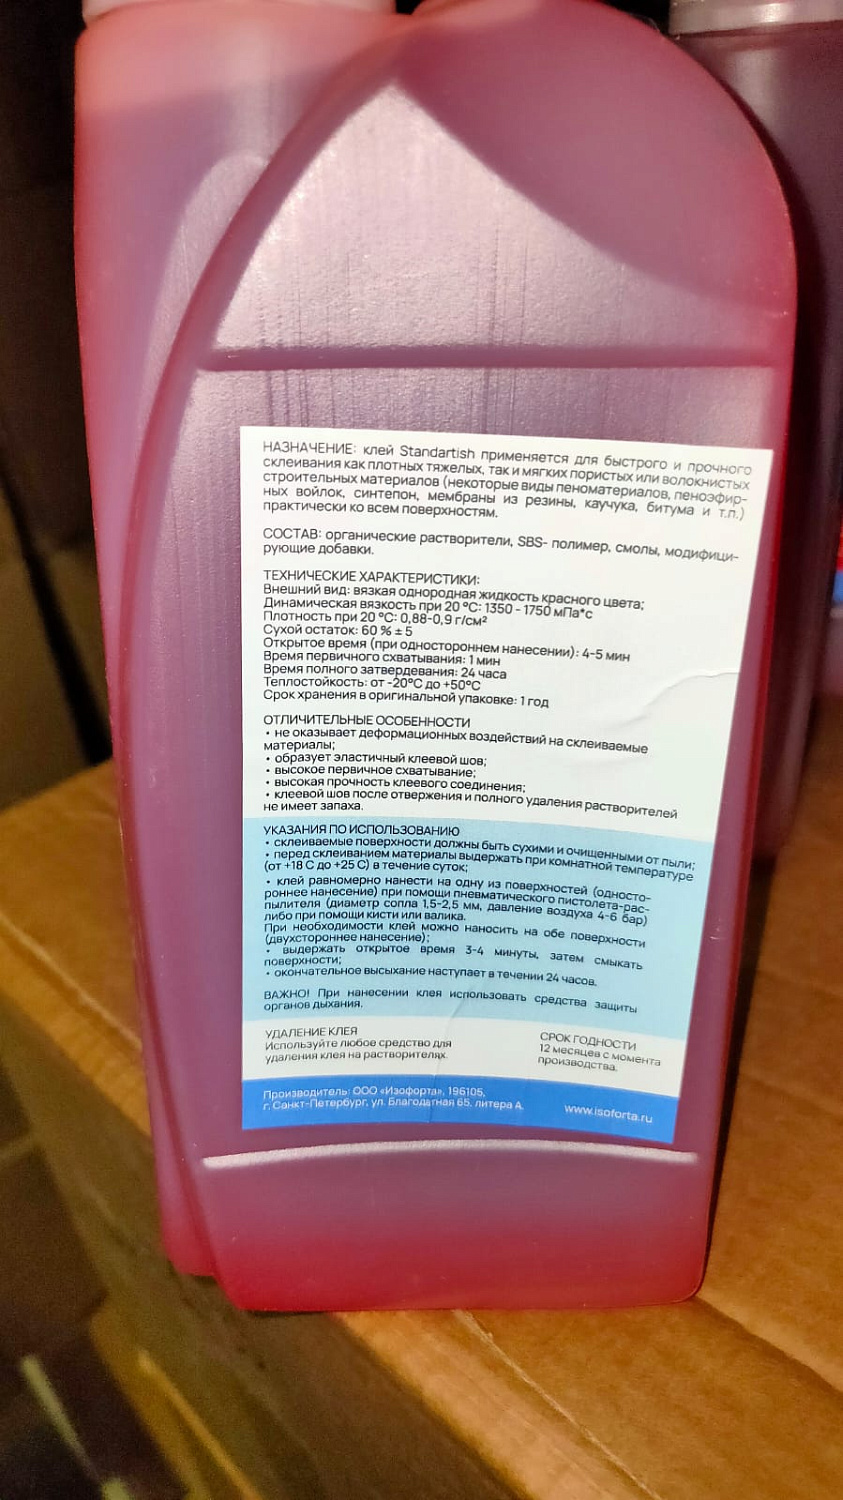 НАЗНАЧЕНИЕ: клей Standartish применяется для быстрого и прочного
склеивания как плотных тяжелых, так и мягких пористых или волокнистых
строительных материалов (некоторые виды пеноматериалов, пеноэфир-
ных войлок, синтепон, мембраны из резины, каучука, битума и т.п.)
практически ко всем поверхностям.
СОСТАВ: органические растворители, SBS- полимер, смолы, модифици-
рующие добавки.
ТЕХНИЧЕСКИЕ ХАРАКТЕРИСТИКИ:
Внешний вид: вязкая однородная жидкость красного цвета;
Динамическая вязкость при 20 °C: 1350 - 1750 мПа*с
Плотность при 20 °C: 0,88-0,9 г/см²
Сухой остаток: 60 % ± 5
Открытое время (при одностороннем нанесении): 4-5 мин
Время первичного схватывания: 1 мин
Время полного затвердевания: 24 часа
Теплостойкость: от -20°C до +50°C
Срок хранения в оригинальной упаковке: 1 год
ОТЛИЧИТЕЛЬНЫЕ ОСОБЕННОСТИ
• не оказывает деформационных воздействий на склеиваемые
материалы;
• образует эластичный клеевой шов;
• высокое первичное схватывание;
• высокая прочность клеевого соединения;
• клеевой шов после отвержения и полного удаления растворителей
не имеет запаха.
УКАЗАНИЯ ПО ИСПОЛЬЗОВАНИЮ
• склеиваемые поверхности должны быть сухими и очищенными от пыли;
• перед склеиванием материалы выдержать при комнатной температуре
(от +18 С до +25 С) в течение суток;
• клей равномерно нанести на одну из поверхностей (односто-
роннее нанесение) при помощи пневматического пистолета-рас-
пылителя (диаметр сопла 1,5-2,5 мм, давление воздуха 4-6 бар)
либо при помощи кисти или валика.
При необходимости клей можно наносить на обе поверхности
(двухстороннее нанесение);
• выдержать открытое время 3-4 минуты, затем смыкать
поверхности;
• окончательное высыхание наступает в течении 24 часов.
ВАЖНО! При нанесении клея использовать средства защиты
органов дыхания.
УДАЛЕНИЕ КЛЕЯ
Используйте любое средство для
удаления клея на растворителях.
СРОК ГОДНОСТИ
12 месяцев с момента
производства.
Производитель: ООО «Изофорта», 196105,
г. Санкт-Петербург, ул. Благодатная 65, литера А.
www.isoforta.ru